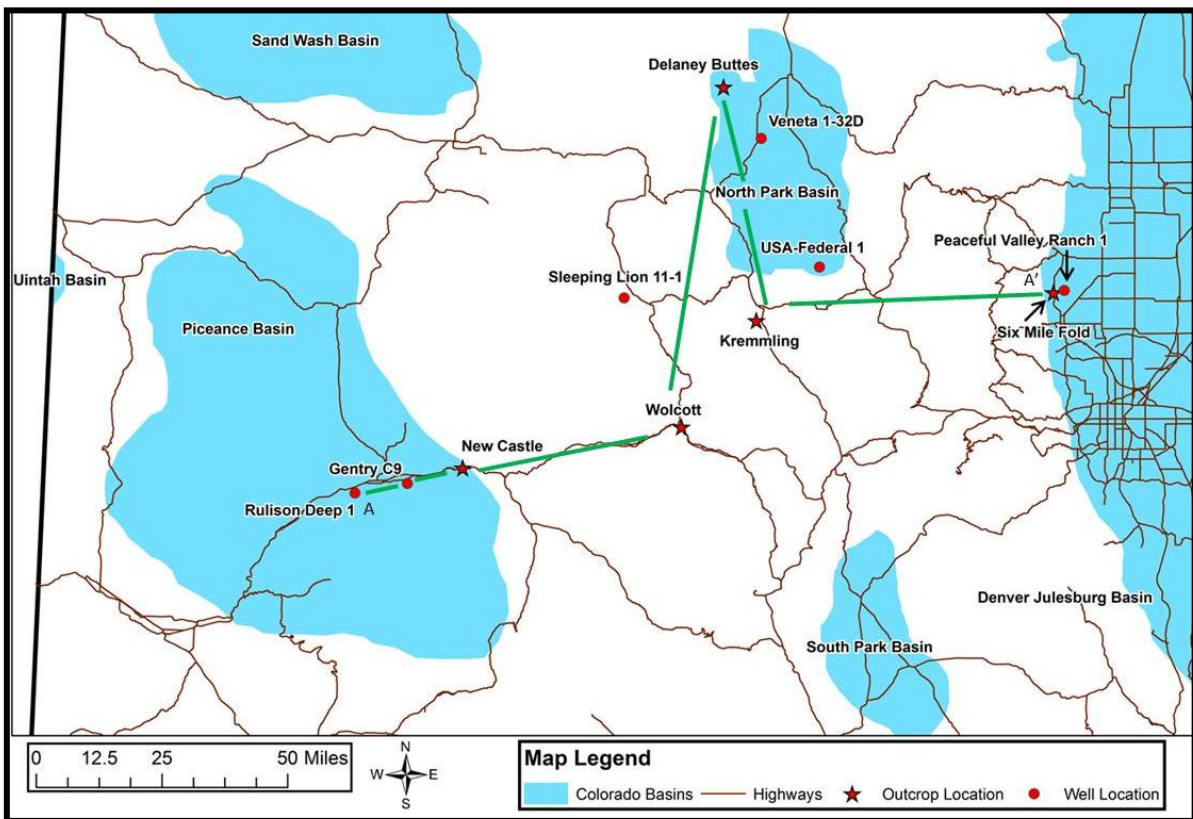 Sand Wash Basin
Delaney Buttes
Veneta 1-32D
North Park Basin
Peaceful Valley Ranch 1
USA-Federal 1
Uintah Basin
Sleeping Lion 11-1
A'
Piceance Basin
Six Mile Fold
Kremmling
Wolcott
New Castle
Gentry C9
Rulison Deep 1 A
Denver Julesburg Basin
South Park Basin
0 12.5 25 50 Miles
N
W E
S
Map Legend
Colorado Basins Highways Outcrop Location Well Location